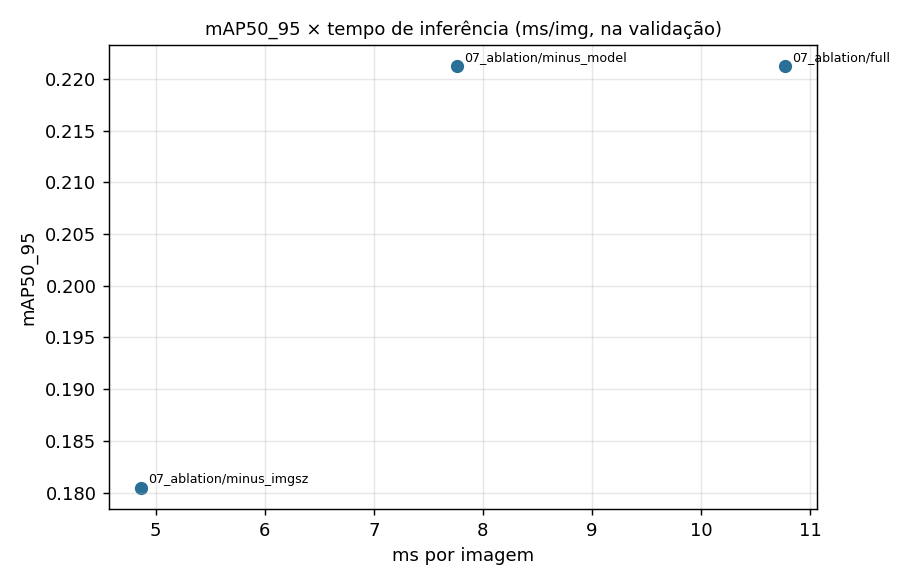 mAP50_95 × tempo de inferência (ms/img, na validação)
07_ablation/minus_model
07_ablation/full
0.220
0.215
0.210
0.205
0.200
0.195
0.190
0.185
0.180
mAP50_95
07_ablation/minus_imgsz
5 6 7 8 9 10 11
ms por imagem